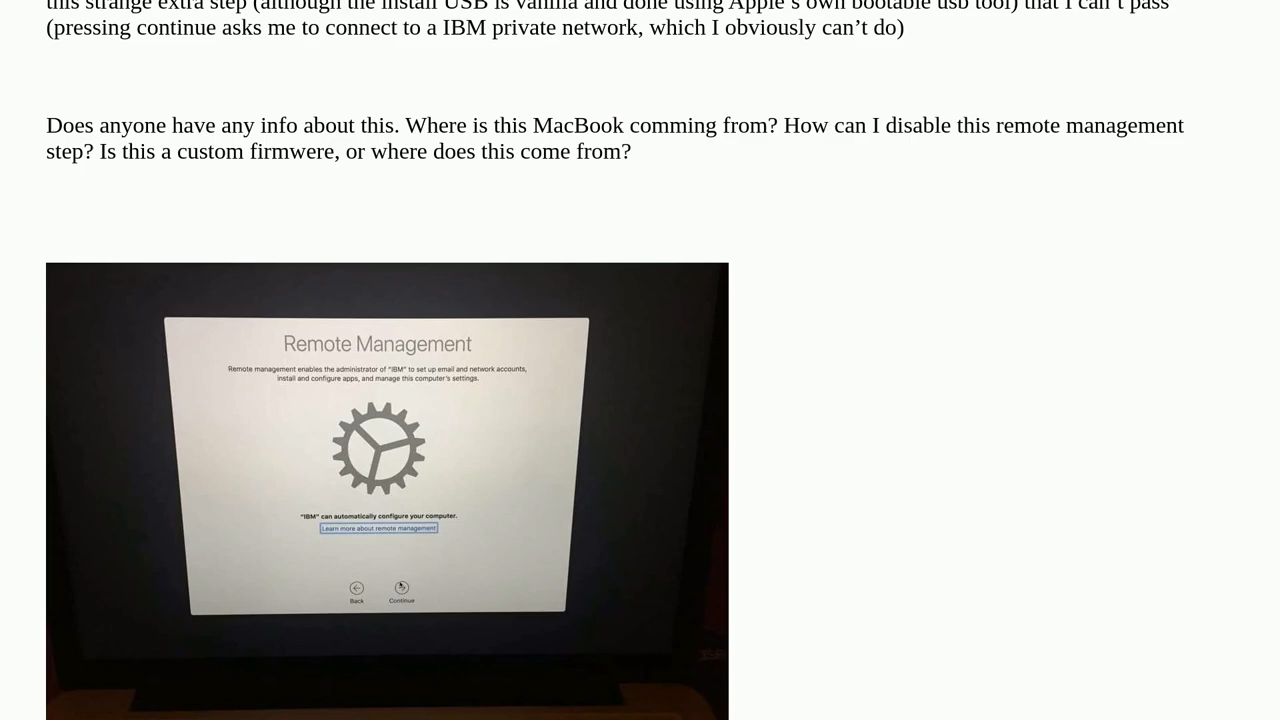 this strange extra step (although the install USB is vanilla and done using Apple’s own bootable usb tool) that I can’t pass
(pressing continue asks me to connect to a IBM private network, which I obviously can’t do)
Does anyone have any info about this. Where is this MacBook comming from? How can I disable this remote management
step? Is this a custom firmwere, or where does this come from?
Remote Management
Remote management enables the administrator of "IBM" to set up email and network accounts,
install and configure apps, and manage this computer's settings.
"IBM" can automatically configure your computer.
Learn more about remote management
Back
Continue